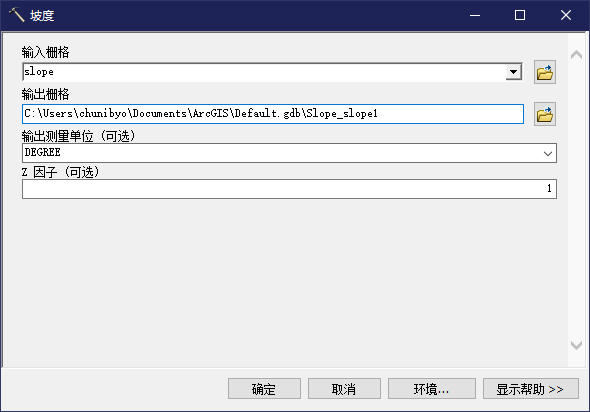 坡度
输入栅格
slope
输出栅格
C:\Users\chunibyo\Documents\ArcGIS\Default.gdb\Slope_slope1
输出测量单位 (可选)
DEGREE
Z 因子 (可选)
1
确定 取消 环境... 显示帮助 >>